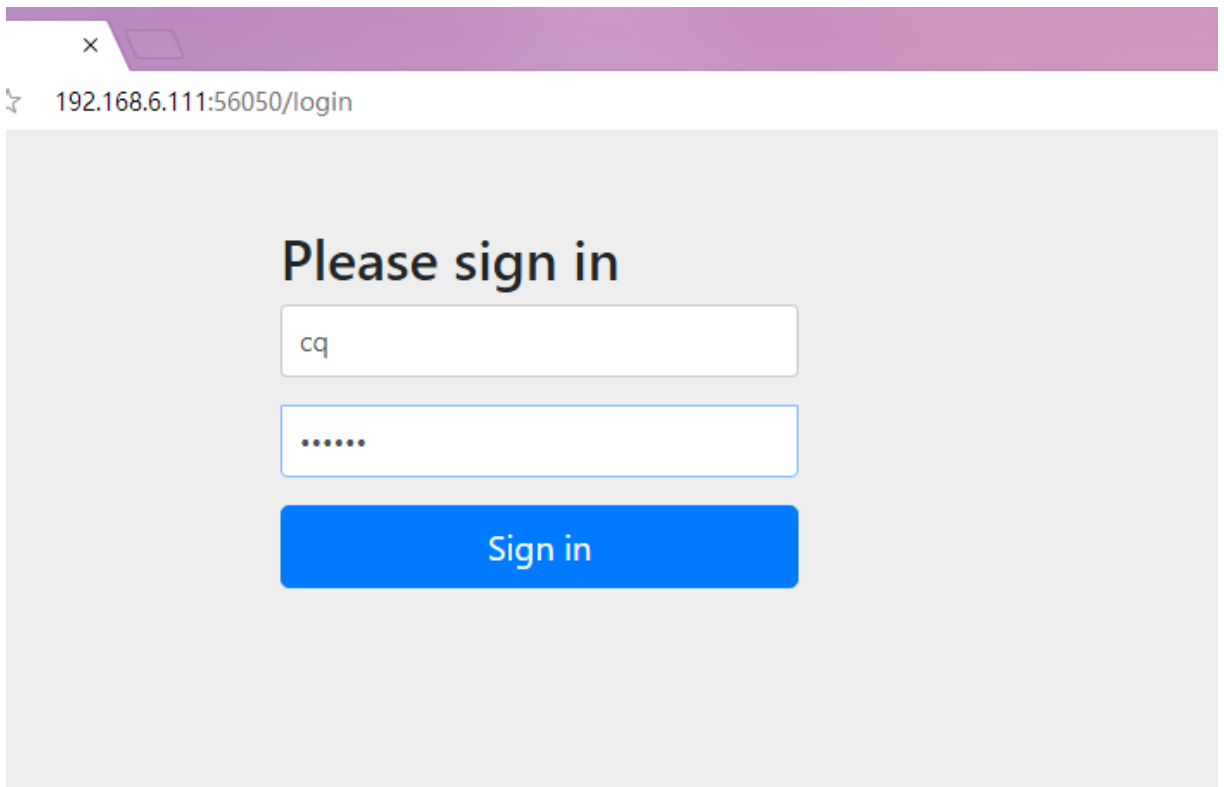 192.168.6.111:56050/login
Please sign in
cq
••••••
Sign in